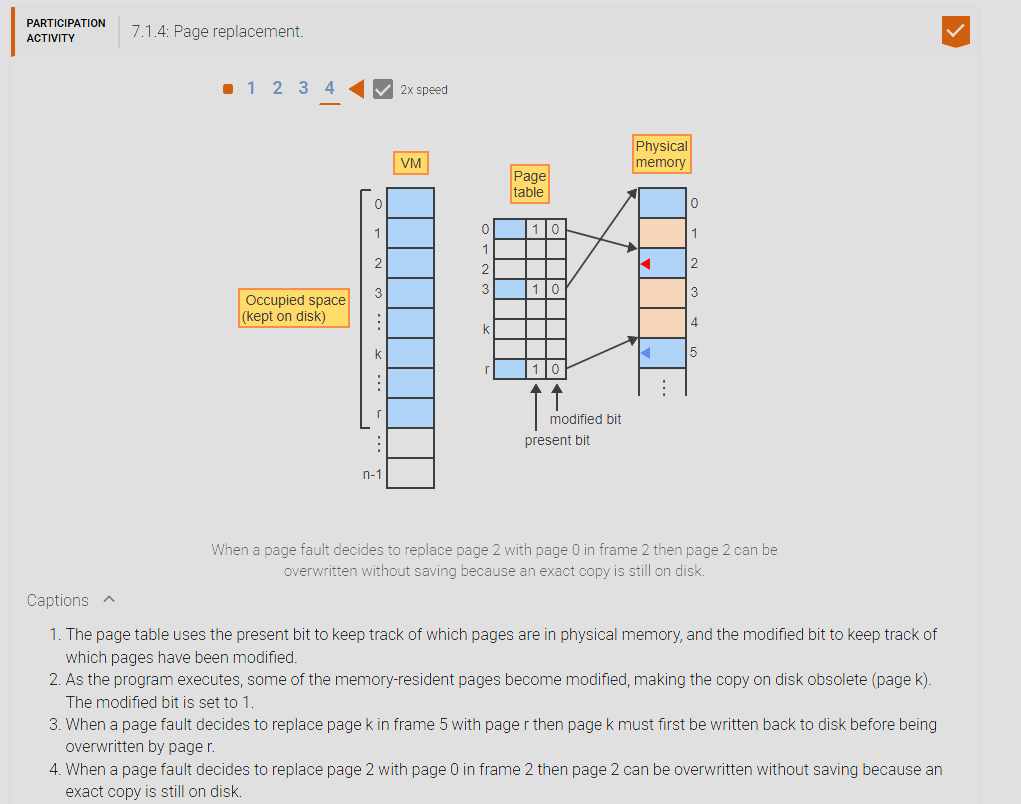 PARTICIPATION
ACTIVITY
7.1.4: Page replacement.
1 2 3 4 2x speed
VM
Page
table
Physical
memory
Occupied space
(kept on disk)
0
1
2
3
⋮
k
⋮
r
⋮
n-1
0 1 0
1
2
3 1 0
k
r 1 0
modified bit
present bit
0
1
2
3
4
5
⋮
When a page fault decides to replace page 2 with page 0 in frame 2 then page 2 can be
overwritten without saving because an exact copy is still on disk.
Captions
1. The page table uses the present bit to keep track of which pages are in physical memory, and the modified bit to keep track of
which pages have been modified.
2. As the program executes, some of the memory-resident pages become modified, making the copy on disk obsolete (page k).
The modified bit is set to 1.
3. When a page fault decides to replace page k in frame 5 with page r then page k must first be written back to disk before being
overwritten by page r.
4. When a page fault decides to replace page 2 with page 0 in frame 2 then page 2 can be overwritten without saving because an
exact copy is still on disk.